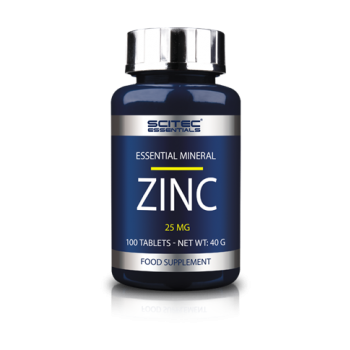 SCITEC
ESSENTIALS
ESSENTIAL MINERAL
ZINC
25 MG
100 TABLETS - NET WT: 40 G
FOOD SUPPLEMENT